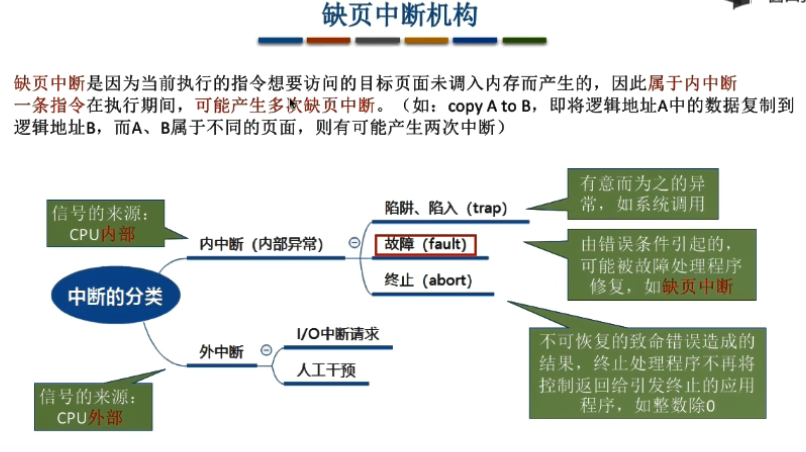 缺页中断机构
缺页中断是因为当前执行的指令想要访问的目标页面未调入内存而产生的，因此属于内中断
一条指令在执行期间，可能产生多次缺页中断。（如：copy A to B，即将逻辑地址A中的数据复制到
逻辑地址B，而A、B属于不同的页面，则有可能产生两次中断）
信号的来源：
CPU内部
中断的分类
内中断（内部异常）
陷阱、陷入（trap）
有意而为之的异
常，如系统调用
故障（fault）
由错误条件引起的，
可能被故障处理程序
修复，如缺页中断
终止（abort）
不可恢复的致命错误造成的
结果，终止处理程序不再将
控制返回给引发终止的应用
程序，如整数除0
外中断
I/O中断请求
人工干预
信号的来源：
CPU外部